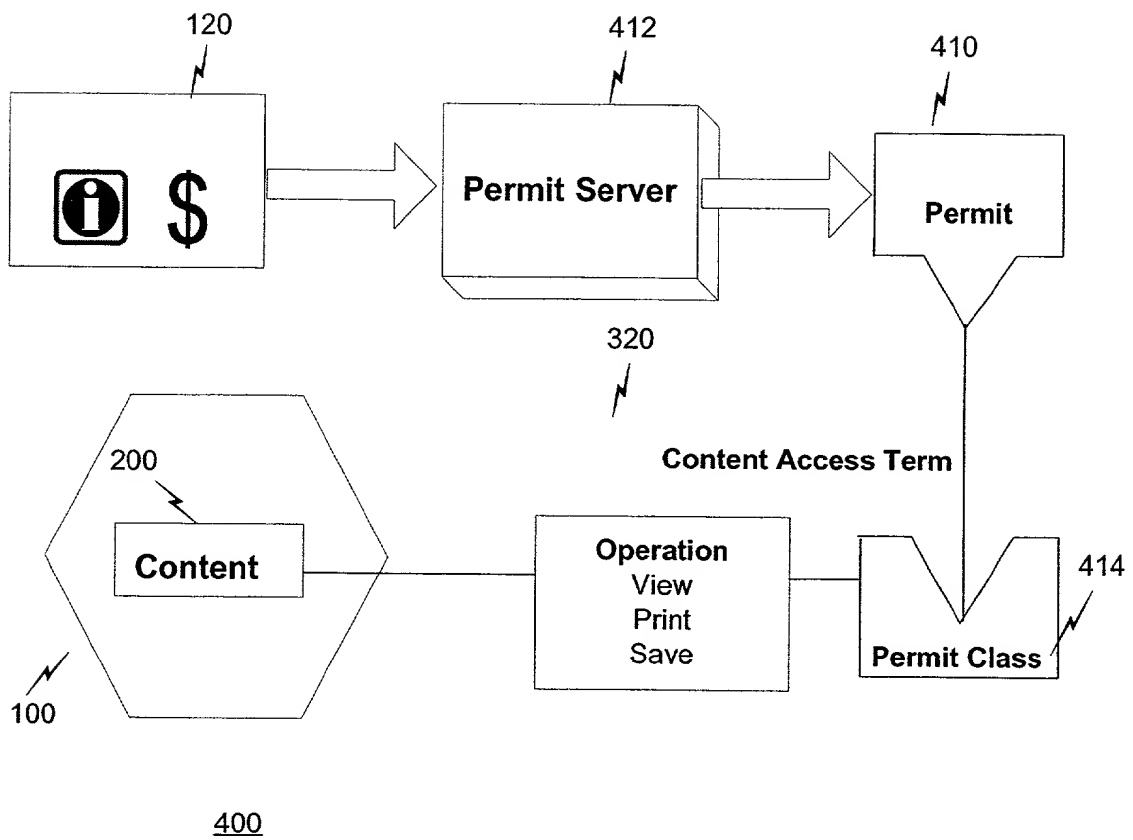 120
412
410
i $
Permit Server
Permit
320
Content Access Term
200
Content
Operation
View
Print
Save
414
Permit Class
100
400